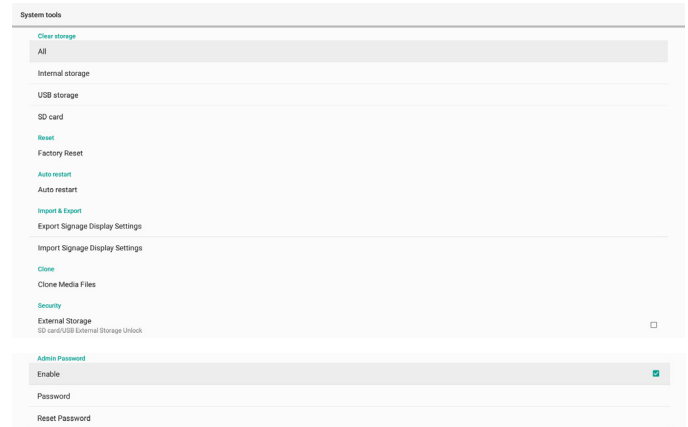 System tools
Clear storage
All
Internal storage
USB storage
SD card
Reset
Factory Reset
Auto restart
Auto restart
Import & Export
Export Signage Display Settings
Import Signage Display Settings
Clone
Clone Media Files
Security
External Storage
SD card/USB External Storage Unlock
Admin Password
Enable
Password
Reset Password